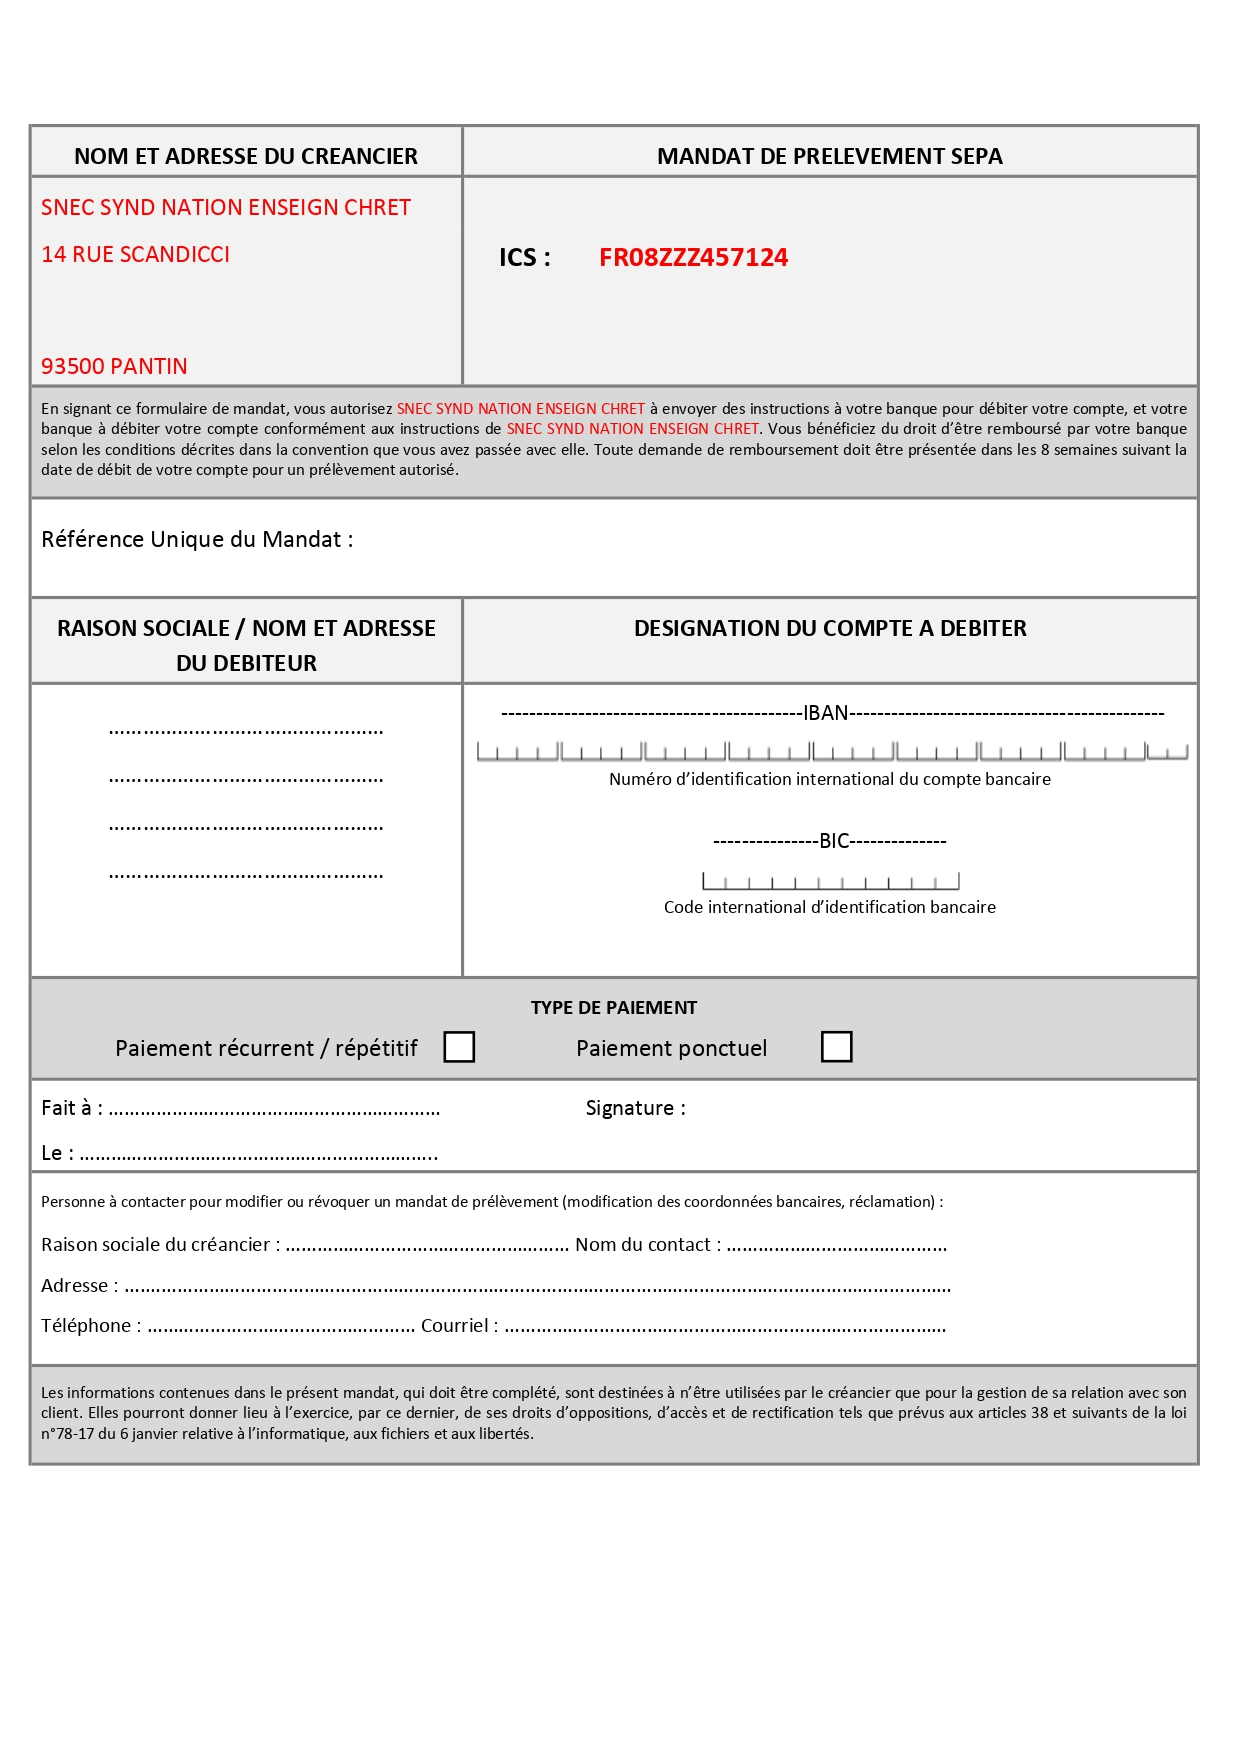 NOM ET ADRESSE DU CREANCIER
MANDAT DE PRELEVEMENT SEPA
SNEC SYND NATION ENSEIGN CHRET
14 RUE SCANDICCI
93500 PANTIN
ICS : FR08ZZZ457124
En signant ce formulaire de mandat, vous autorisez SNEC SYND NATION ENSEIGN CHRET à envoyer des instructions à votre banque pour débiter votre compte, et votre
banque à débiter votre compte conformément aux instructions de SNEC SYND NATION ENSEIGN CHRET. Vous bénéficiez du droit d’être remboursé par votre banque
selon les conditions décrites dans la convention que vous avez passée avec elle. Toute demande de remboursement doit être présentée dans les 8 semaines suivant la
date de débit de votre compte pour un prélèvement autorisé.
Référence Unique du Mandat :
RAISON SOCIALE / NOM ET ADRESSE
DU DEBITEUR
DESIGNATION DU COMPTE A DEBITER
…………………………………………
…………………………………………
…………………………………………
…………………………………………
-------------------------------------------IBAN---------------------------------------------
Numéro d’identification international du compte bancaire
---------------BIC--------------
Code international d’identification bancaire
TYPE DE PAIEMENT
Paiement récurrent / répétitif
Paiement ponctuel
Fait à : ………………………………………………………
Signature :
Le : …………………………………………………………..
Personne à contacter pour modifier ou révoquer un mandat de prélèvement (modification des coordonnées bancaires, réclamation) :
Raison sociale du créancier : ……………………………………………… Nom du contact : ……………………………………
Adresse : ……………………………………………………………………………………………………………………………………………
Téléphone : …………………………………………… Courriel : …………………………………………………………………………
Les informations contenues dans le présent mandat, qui doit être complété, sont destinées à n’être utilisées par le créancier que pour la gestion de sa relation avec son
client. Elles pourront donner lieu à l’exercice, par ce dernier, de ses droits d’oppositions, d’accès et de rectification tels que prévus aux articles 38 et suivants de la loi
n°78-17 du 6 janvier relative à l’informatique, aux fichiers et aux libertés.